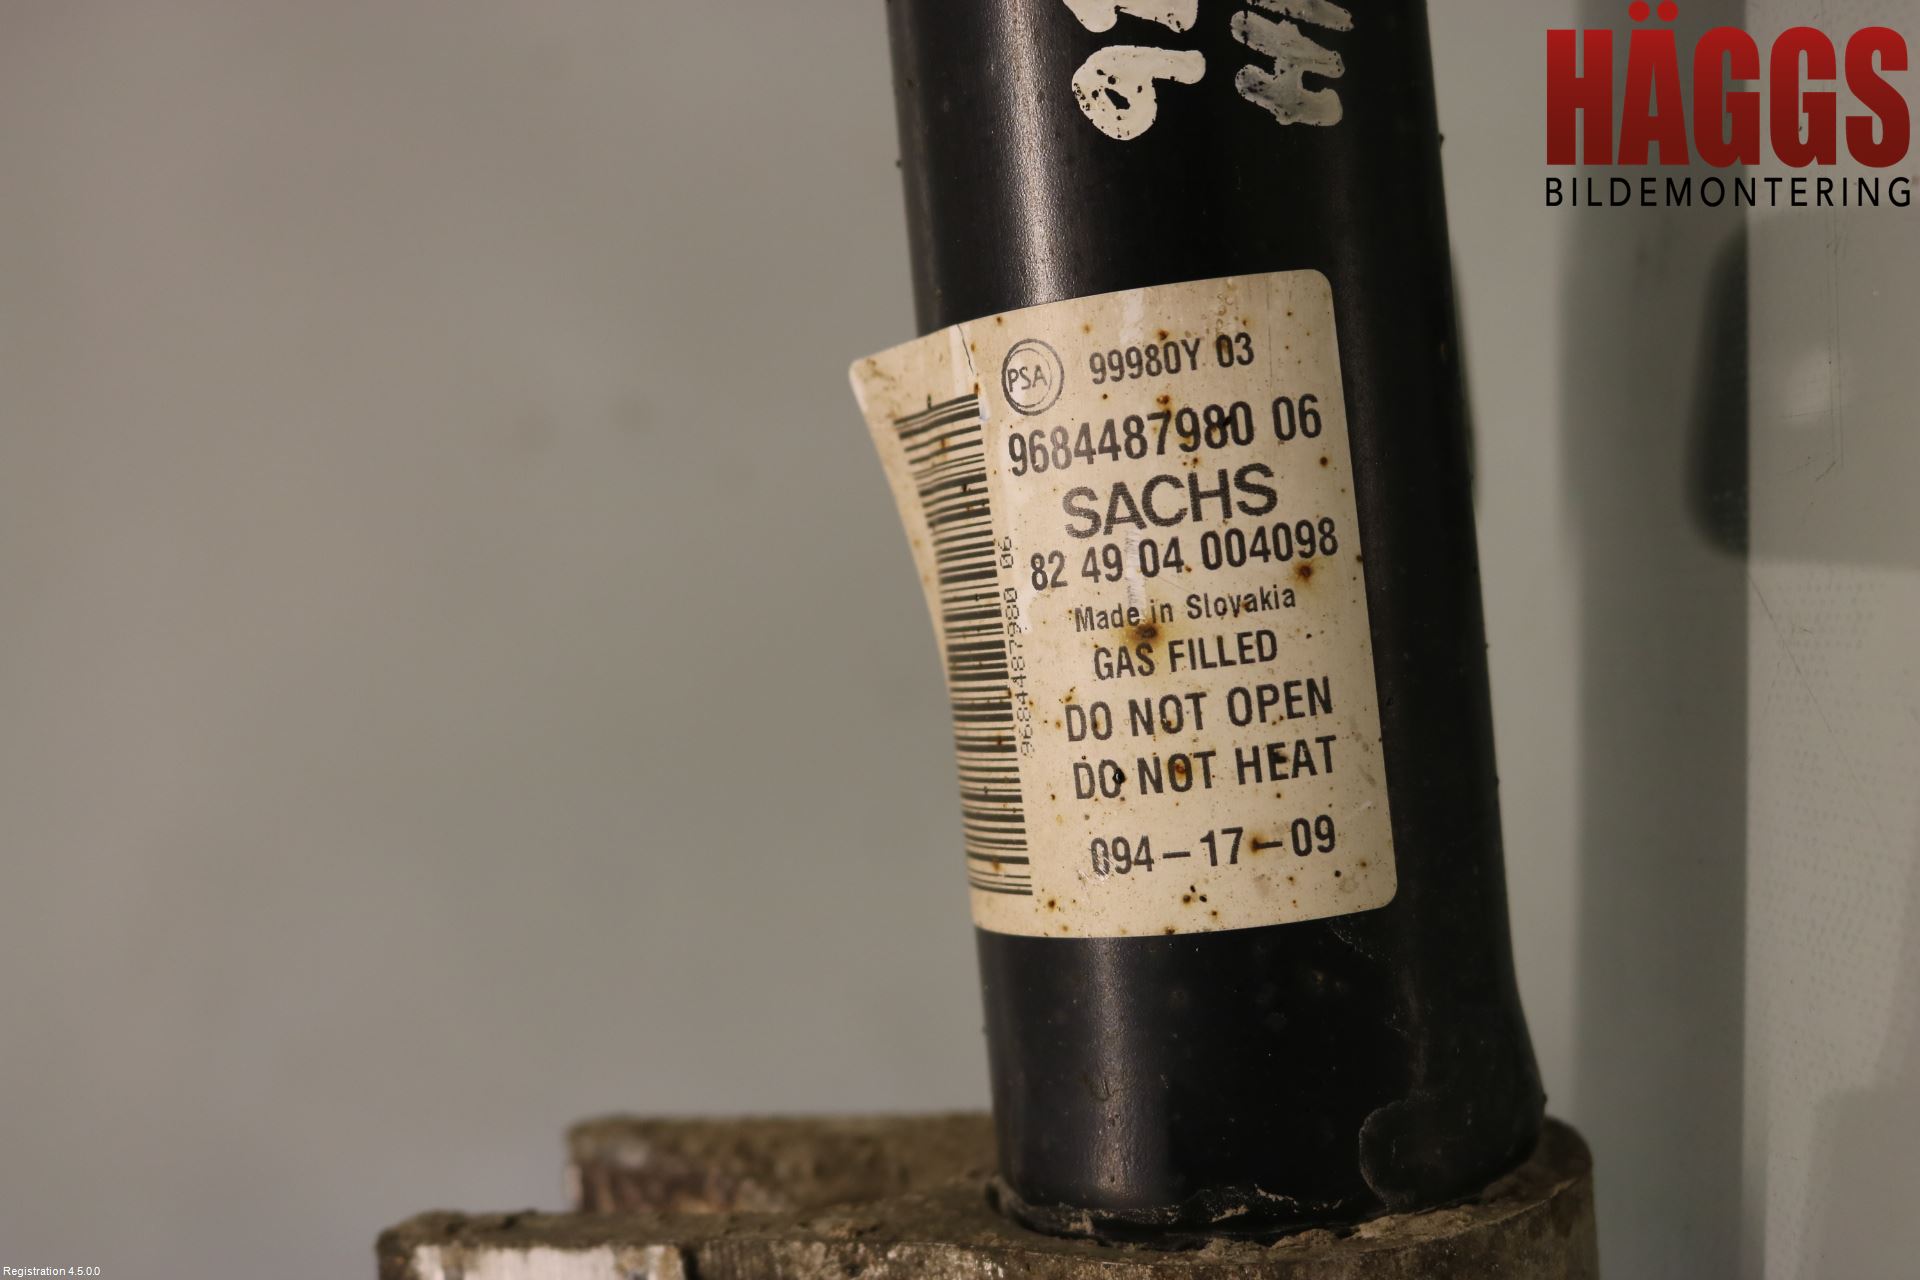 HÄGGS
BILDEMONTERING
PSA 99980Y 03
9684487980 06
SACHS
82 49 04 004098
Made in Slovakia
GAS FILLED
DO NOT OPEN
DO NOT HEAT
094-17-09
9684487980 06
Registration 4.5.0.0